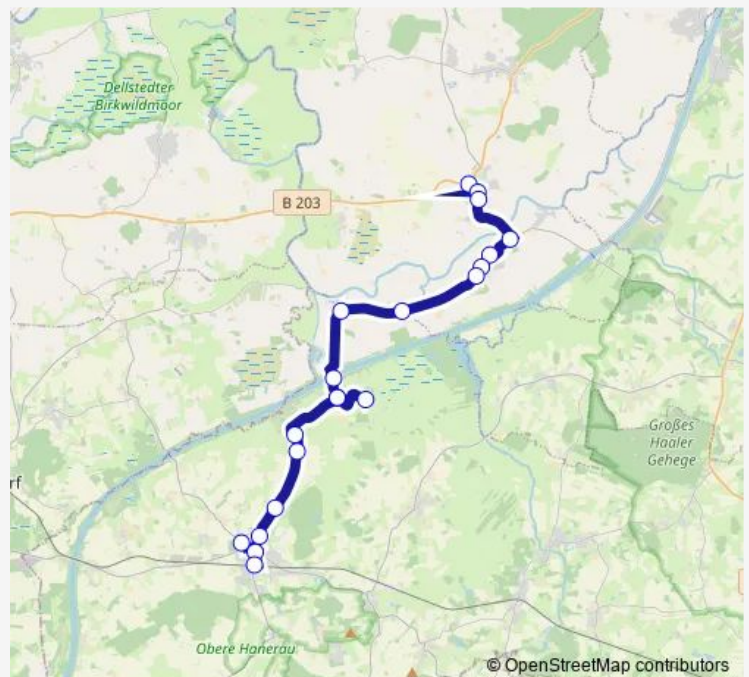 Dellstedter
Birkwildmoor
B 203
Großes
Haaler
Gehege
rf
Obere Hanerau
© OpenStreetMap contributors